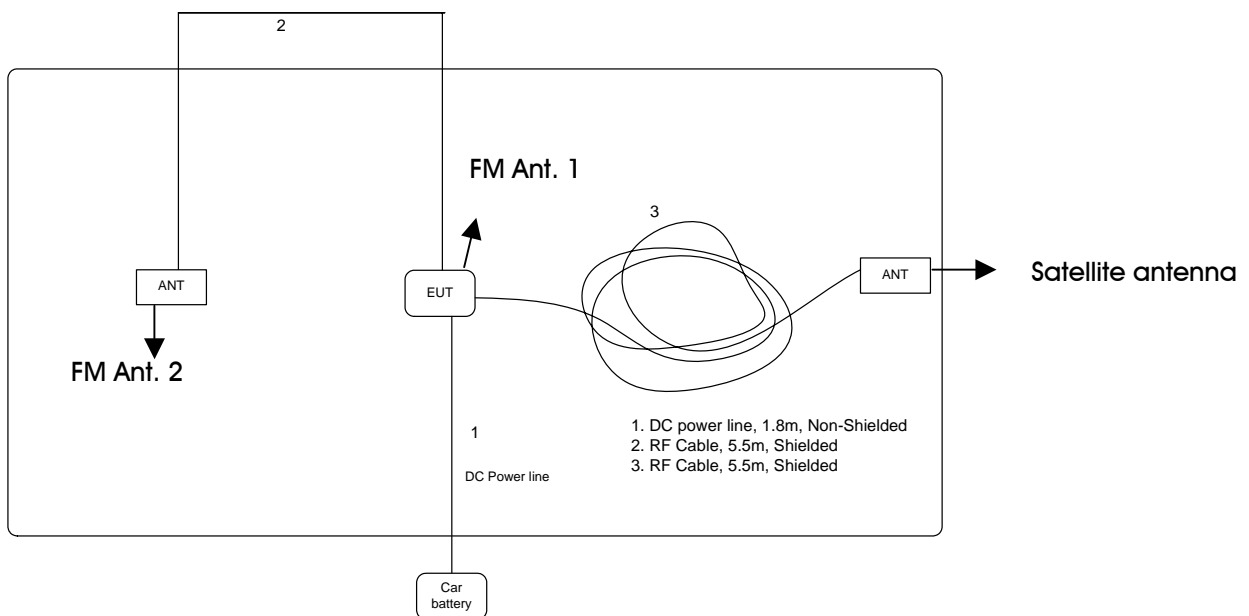 2
FM Ant. 1
3
ANT
EUT
ANT
Satellite antenna
FM Ant. 2
1. DC power line, 1.8m, Non-Shielded
2. RF Cable, 5.5m, Shielded
3. RF Cable, 5.5m, Shielded
1
DC Power line
Car
battery